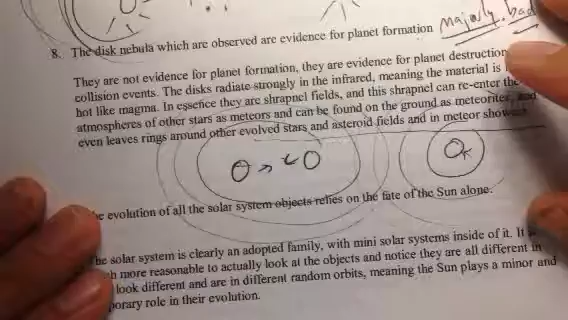 majorly. bad
8. The disk nebula which are observed are evidence for planet formation
They are not evidence for planet formation, they are evidence for planet destruction
collision events. The disks radiate strongly in the infrared, meaning the material is
hot like magma. In essence they are shrapnel fields, and this shrapnel can re-enter the
atmospheres of other stars as meteors and can be found on the ground as meteorites, and
even leaves rings around other evolved stars and asteroid fields and in meteor showers.
evolution of all the solar system objects relies on the fate of the Sun alone.
he solar system is clearly an adopted family, with mini solar systems inside of it. It
more reasonable to actually look at the objects and notice they are all different in
look different and are in different random orbits, meaning the Sun plays a minor and
porary role in their evolution.